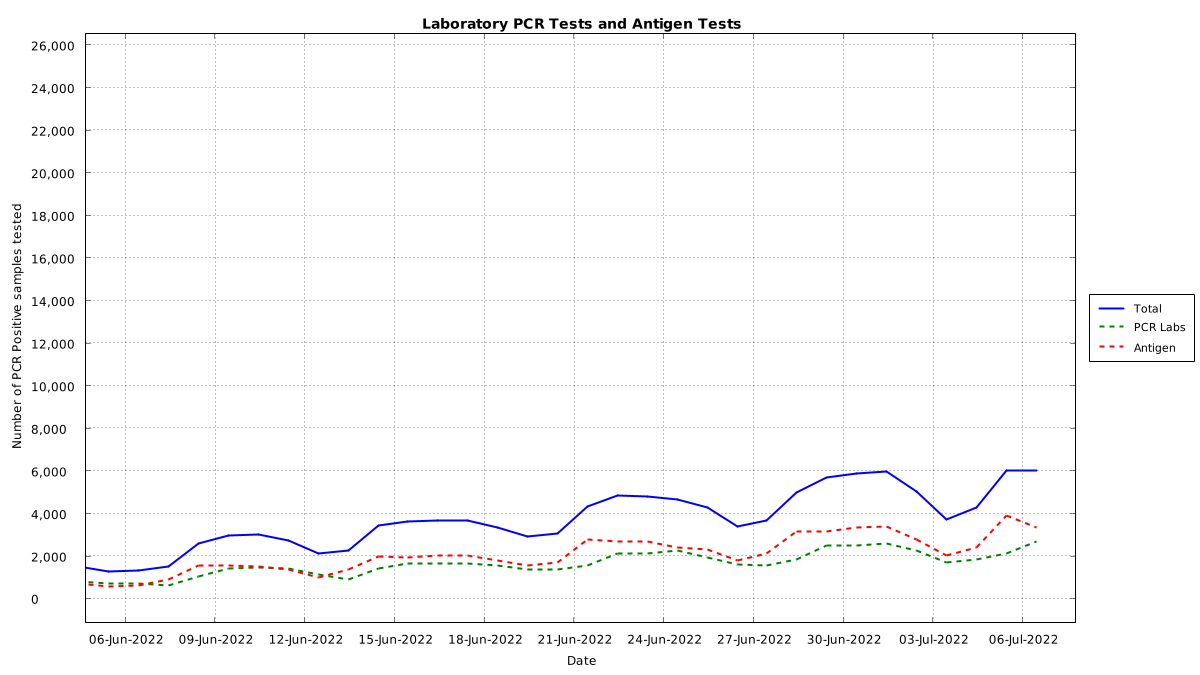 Laboratory PCR Tests and Antigen Tests
26,000
24,000
22,000
20,000
18,000
16,000
14,000
12,000
10,000
8,000
6,000
4,000
2,000
0
Number of PCR Positive samples tested
06-Jun-2022 09-Jun-2022 12-Jun-2022 15-Jun-2022 18-Jun-2022 21-Jun-2022 24-Jun-2022 27-Jun-2022 30-Jun-2022 03-Jul-2022 06-Jul-2022
Date
Total
PCR Labs
Antigen